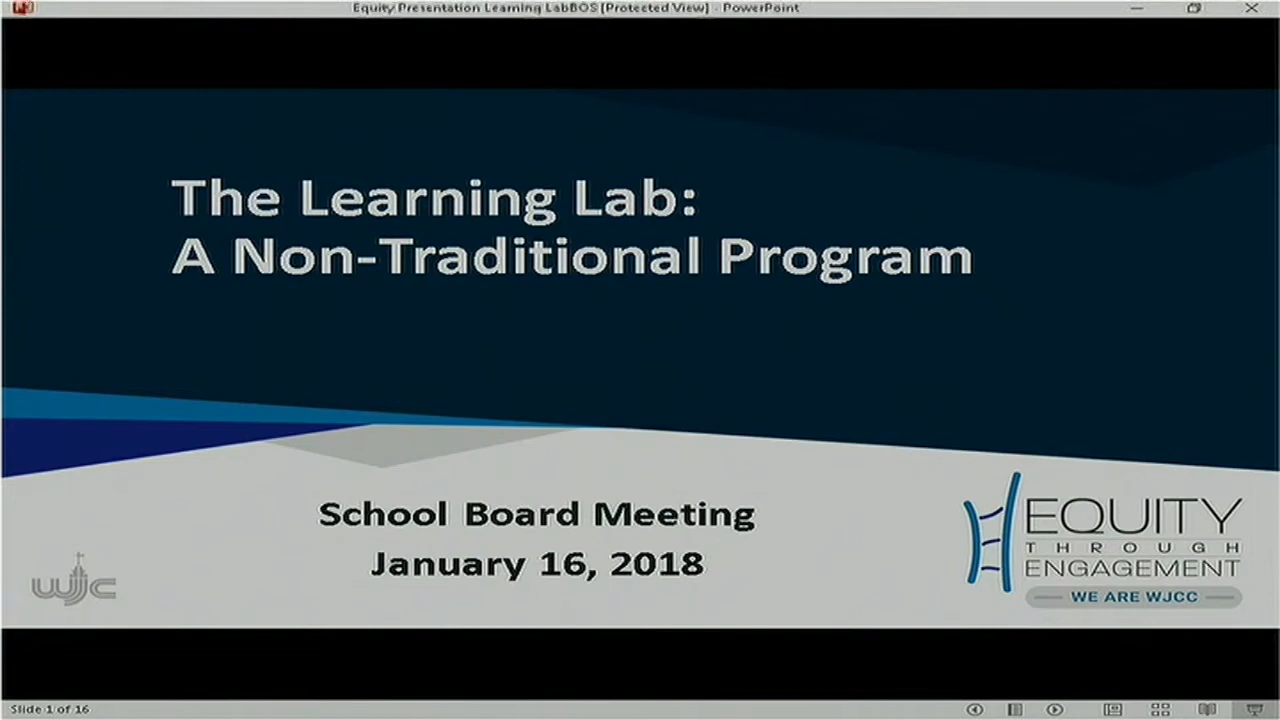 Equity Presentation Learning LabBOS [Protected View] - PowerPoint
The Learning Lab:
A Non-Traditional Program
School Board Meeting
January 16, 2018
wjc
EQUITY
THROUGH
ENGAGEMENT
WE ARE WJCC
Slide 1 of 16